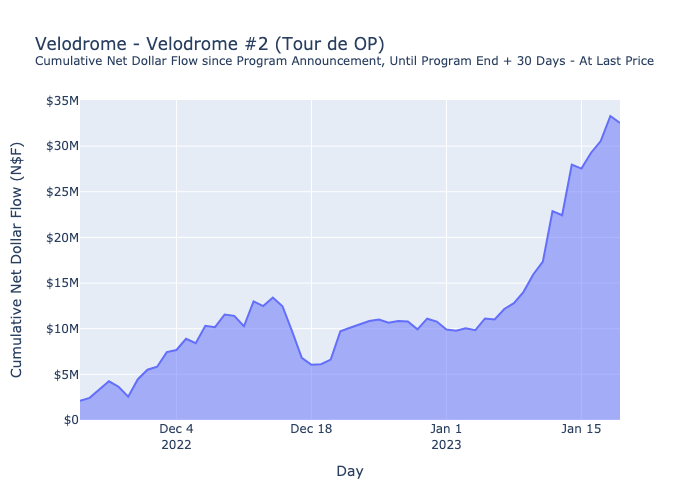 Velodrome - Velodrome #2 (Tour de OP)
Cumulative Net Dollar Flow since Program Announcement, Until Program End + 30 Days - At Last Price
Cumulative Net Dollar Flow (N$F)
$35M
$30M
$25M
$20M
$15M
$10M
$5M
$0
Dec 4
2022
Dec 18
Jan 1
2023
Jan 15
Day